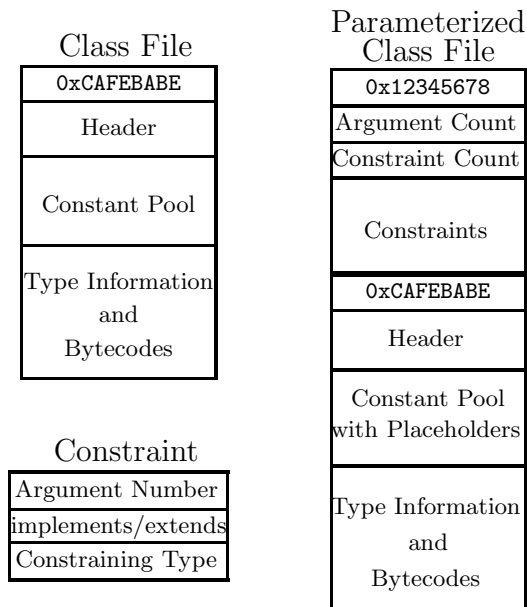 Class File
0xCAFEBABE
Header
Constant Pool
Type Information
and
Bytecodes
Constraint
Argument Number
implements/extends
Constraining Type
Parameterized
Class File
0x12345678
Argument Count
Constraint Count
Constraints
0xCAFEBABE
Header
Constant Pool
with Placeholders
Type Information
and
Bytecodes